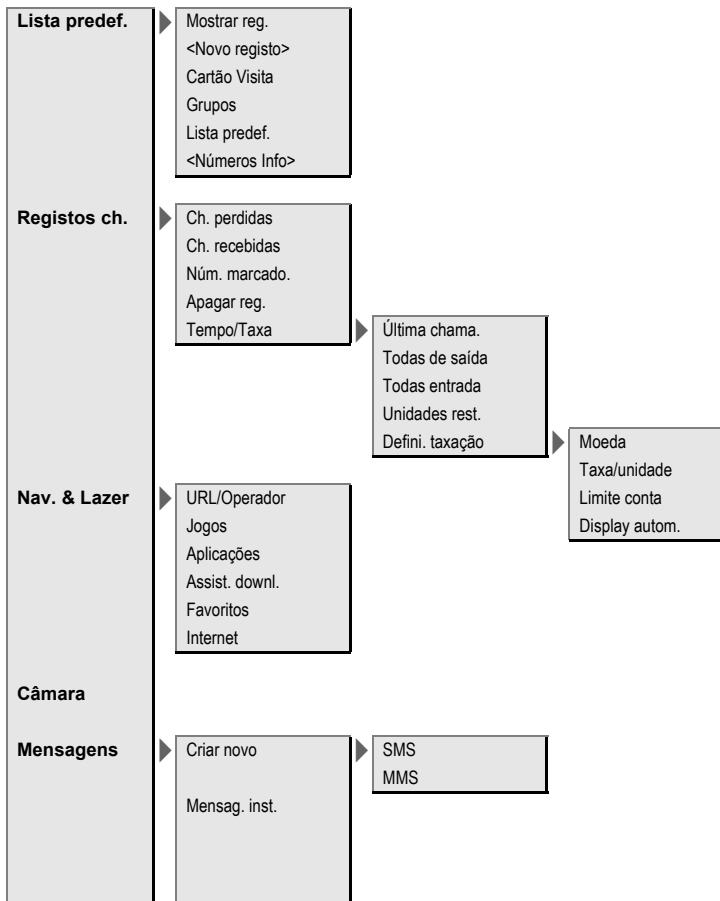 Lista predef.
Mostrar reg.
<Novo registo>
Cartão Visita
Grupos
Lista predef.
<Números Info>
Registos ch.
Ch. perdidas
Ch. recebidas
Núm. marcado.
Apagar reg.
Tempo/Taxa
Última chama.
Todas de saída
Todas entrada
Unidades rest.
Defini. taxação
Moeda
Taxa/unidade
Limite conta
Display autom.
Nav. & Lazer
URL/Operador
Jogos
Aplicações
Assist. downl.
Favoritos
Internet
Câmara
Mensagens
Criar novo
SMS
MMS
Mensag. inst.